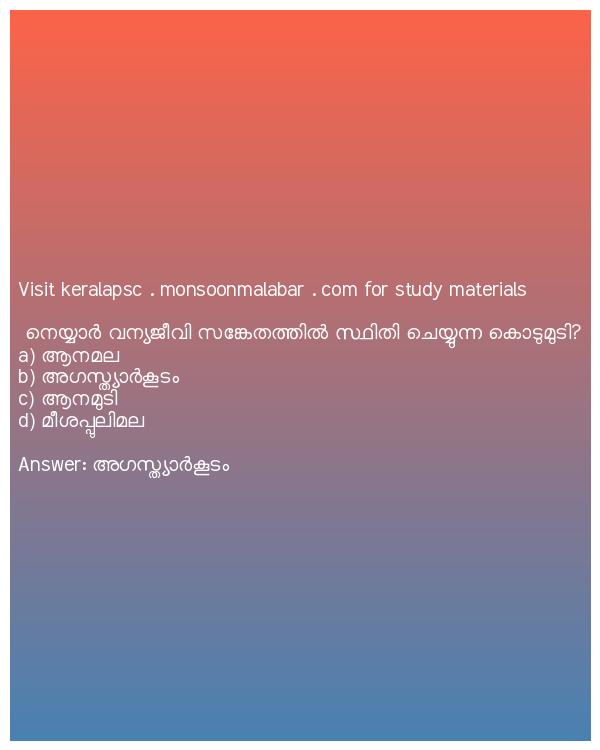 Visit keralapsc . monsoonmalabar . com for study materials
നെയ്യാർ വന്യജീവി സങ്കേതത്തിൽ സ്ഥിതി ചെയ്യുന്ന കൊടുമുടി?
a) ആനമല
b) അഗസ്ത്യാർകൂടം
c) ആനമുടി
d) മീശപ്പുലിമല
Answer: അഗസ്ത്യാർകൂടം